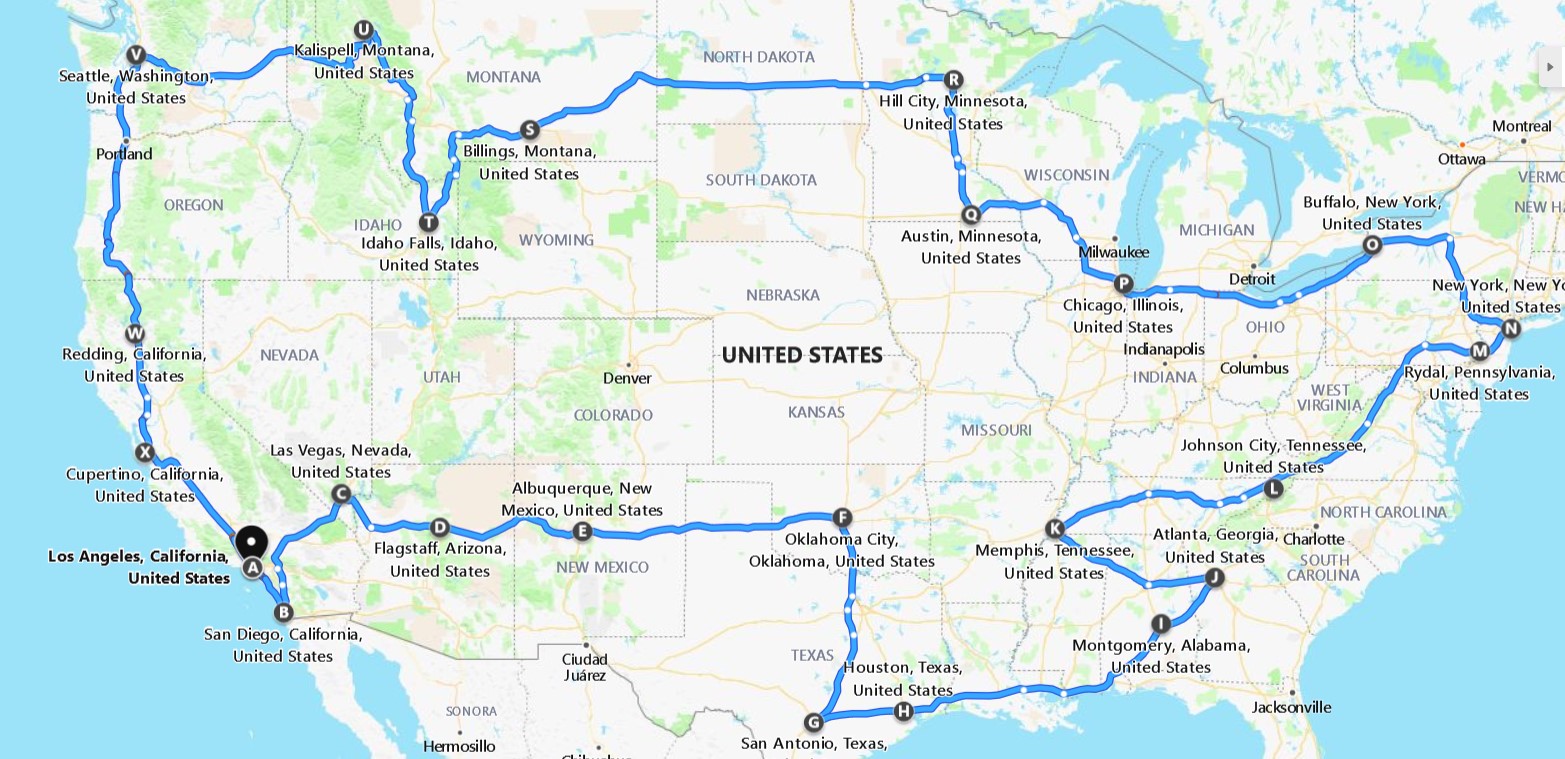 U
Kalispell, Montana,
United States
V
Seattle, Washington,
United States
MONTANA
NORTH DAKOTA
R
Hill City, Minnesota,
United States
S
Billings, Montana,
United States
Portland
Montreal
Ottawa
OREGON
IDAHO
T
Idaho Falls, Idaho,
United States
WYOMING
SOUTH DAKOTA
WISCONSIN
VERMO
NEW H
Q
Austin, Minnesota,
United States
Milwaukee
MICHIGAN
Detroit
Buffalo, New York,
United States
O
P
Chicago, Illinois,
United States
NEBRASKA
New York, New Yo
United States
N
M
Rydal, Pennsylvania,
United States
W
Redding, California,
United States
NEVADA
UTAH
Denver
COLORADO
UNITED STATES
KANSAS
MISSOURI
Indianapolis
INDIANA
OHIO
Columbus
WEST
VIRGINIA
X
Cupertino, California,
United States
Las Vegas, Nevada,
United States
C
D
Flagstaff, Arizona,
United States
Albuquerque, New
Mexico, United States
E
NEW MEXICO
F
Oklahoma City,
Oklahoma, United States
Johnson City, Tennessee,
United States
L
K
Memphis, Tennessee,
United States
Atlanta, Georgia,
United States
J
NORTH CAROLINA
Charlotte
SOUTH
CAROLINA
Los Angeles, California,
United States
A
B
San Diego, California,
United States
I
Montgomery, Alabama,
United States
Ciudad
Juárez
TEXAS
Houston, Texas,
United States
H
G
San Antonio, Texas,
SONORA
Hermosillo
Jacksonville